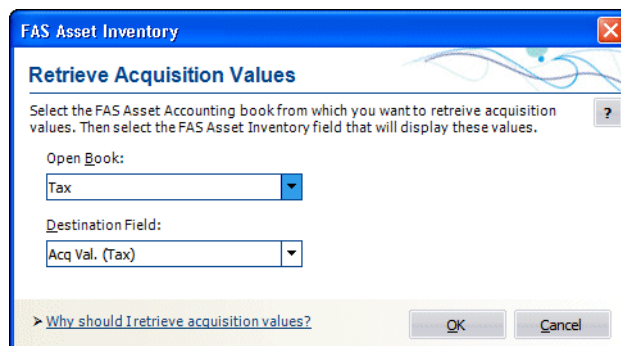 FAS Asset Inventory
Retrieve Acquisition Values
Select the FAS Asset Accounting book from which you want to retreive acquisition
values. Then select the FAS Asset Inventory field that will display these values.
?
Open Book:
Tax
Destination Field:
Acq Val. (Tax)
➤ Why should I retrieve acquisition values?
OK
Cancel